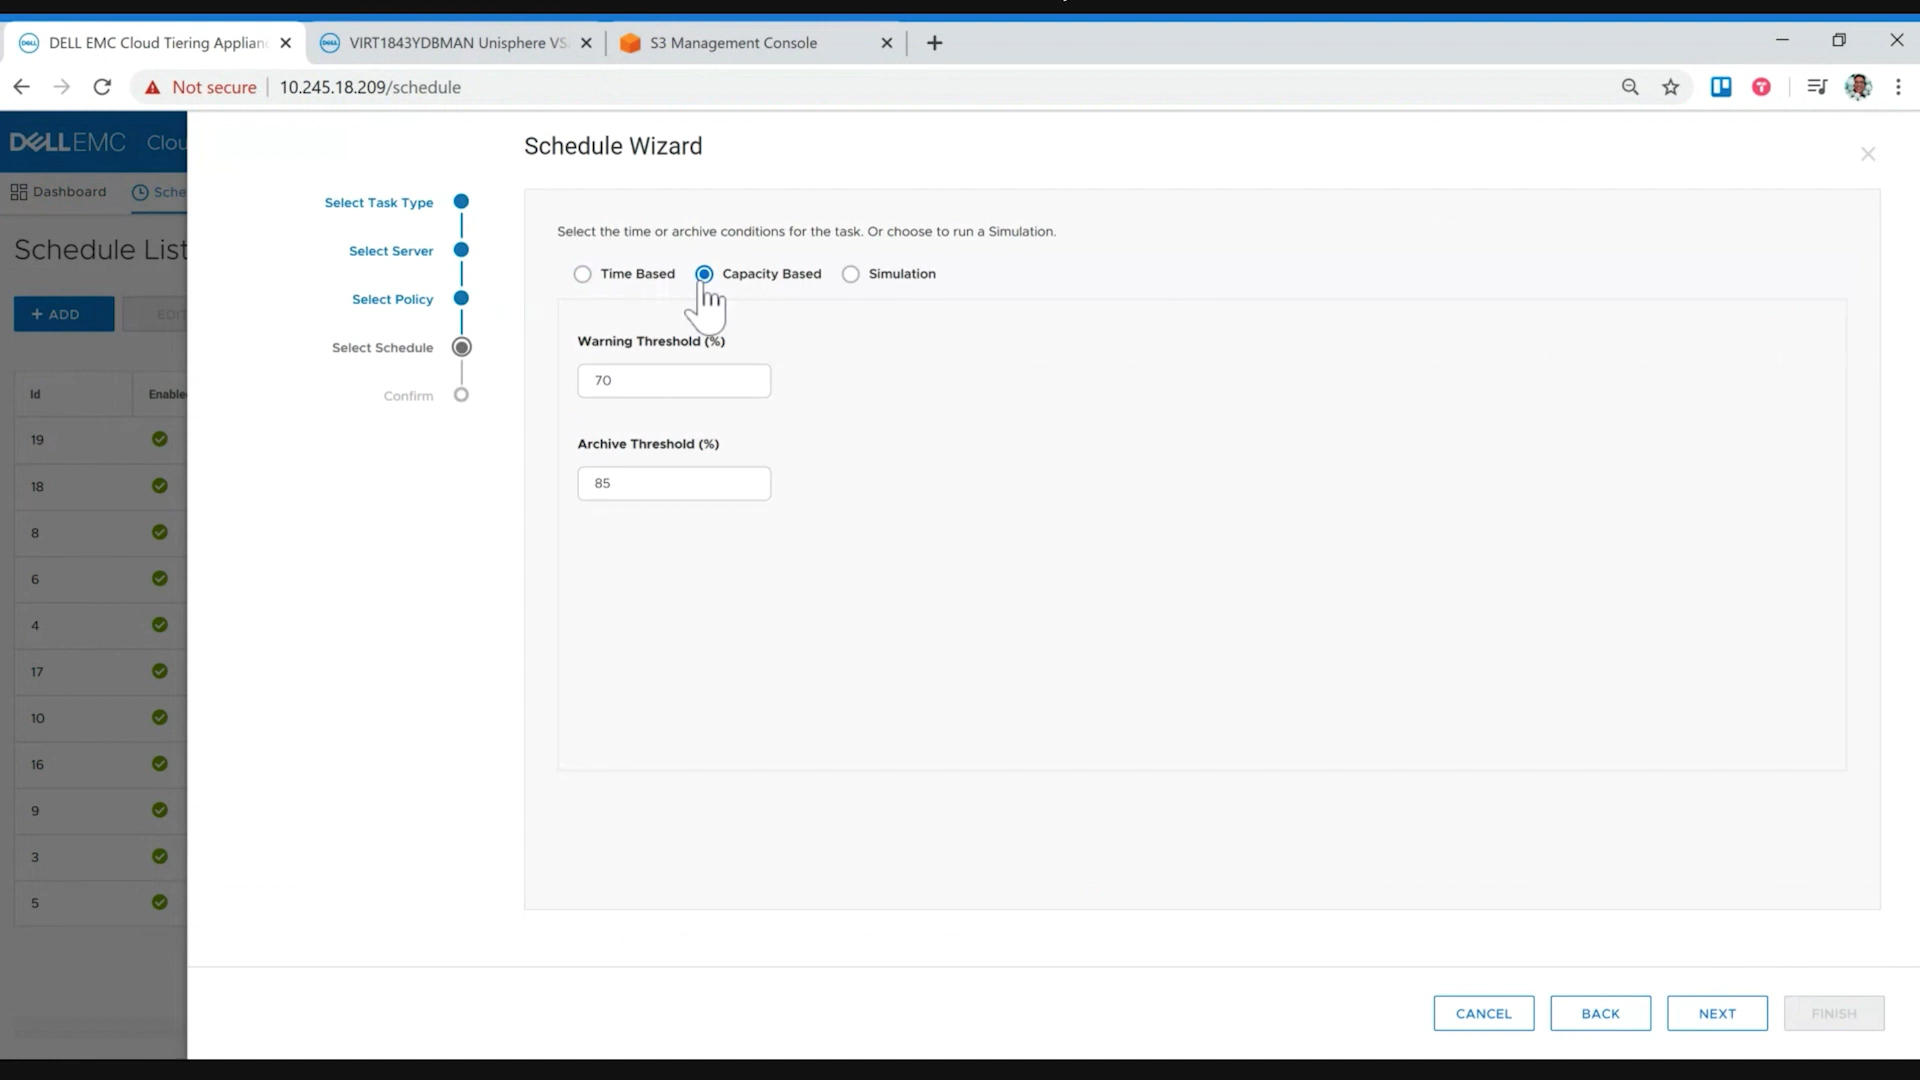 DELL EMC Cloud Tiering Applian
VIRT1843YDBMAN Unisphere VS
S3 Management Console
Not secure
10.245.18.209/schedule
DELLEMC Clou
Dashboard
Sche
Schedule List
+ ADD
EDIT
Id
Enable
19
18
8
6
4
17
10
16
9
3
5
Schedule Wizard
Select Task Type
Select Server
Select Policy
Select Schedule
Confirm
Select the time or archive conditions for the task. Or choose to run a Simulation.
Time Based
Capacity Based
Simulation
Warning Threshold (%)
70
Archive Threshold (%)
85
CANCEL
BACK
NEXT
FINISH